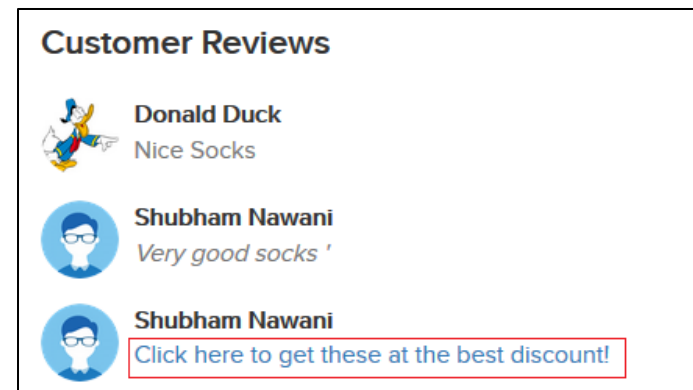 Customer Reviews
Donald Duck
Nice Socks
Shubham Nawani
Very good socks '
Shubham Nawani
Click here to get these at the best discount!